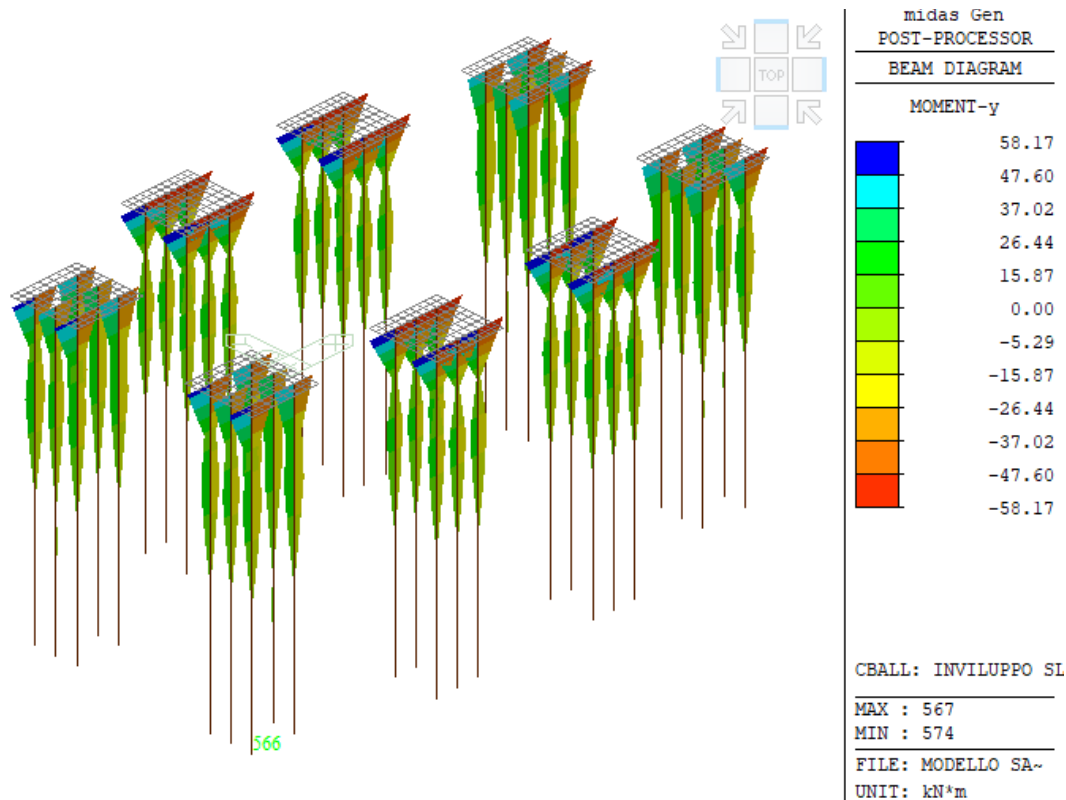 midas Gen
POST-PROCESSOR
BEAM DIAGRAM
MOMENT-y
58.17
47.60
37.02
26.44
15.87
0.00
-5.29
-15.87
-26.44
-37.02
-47.60
-58.17
CBALL: INVILUPPO SL
MAX : 567
MIN : 574
FILE: MODELLO SA~
UNIT: kN*m
TOP
566